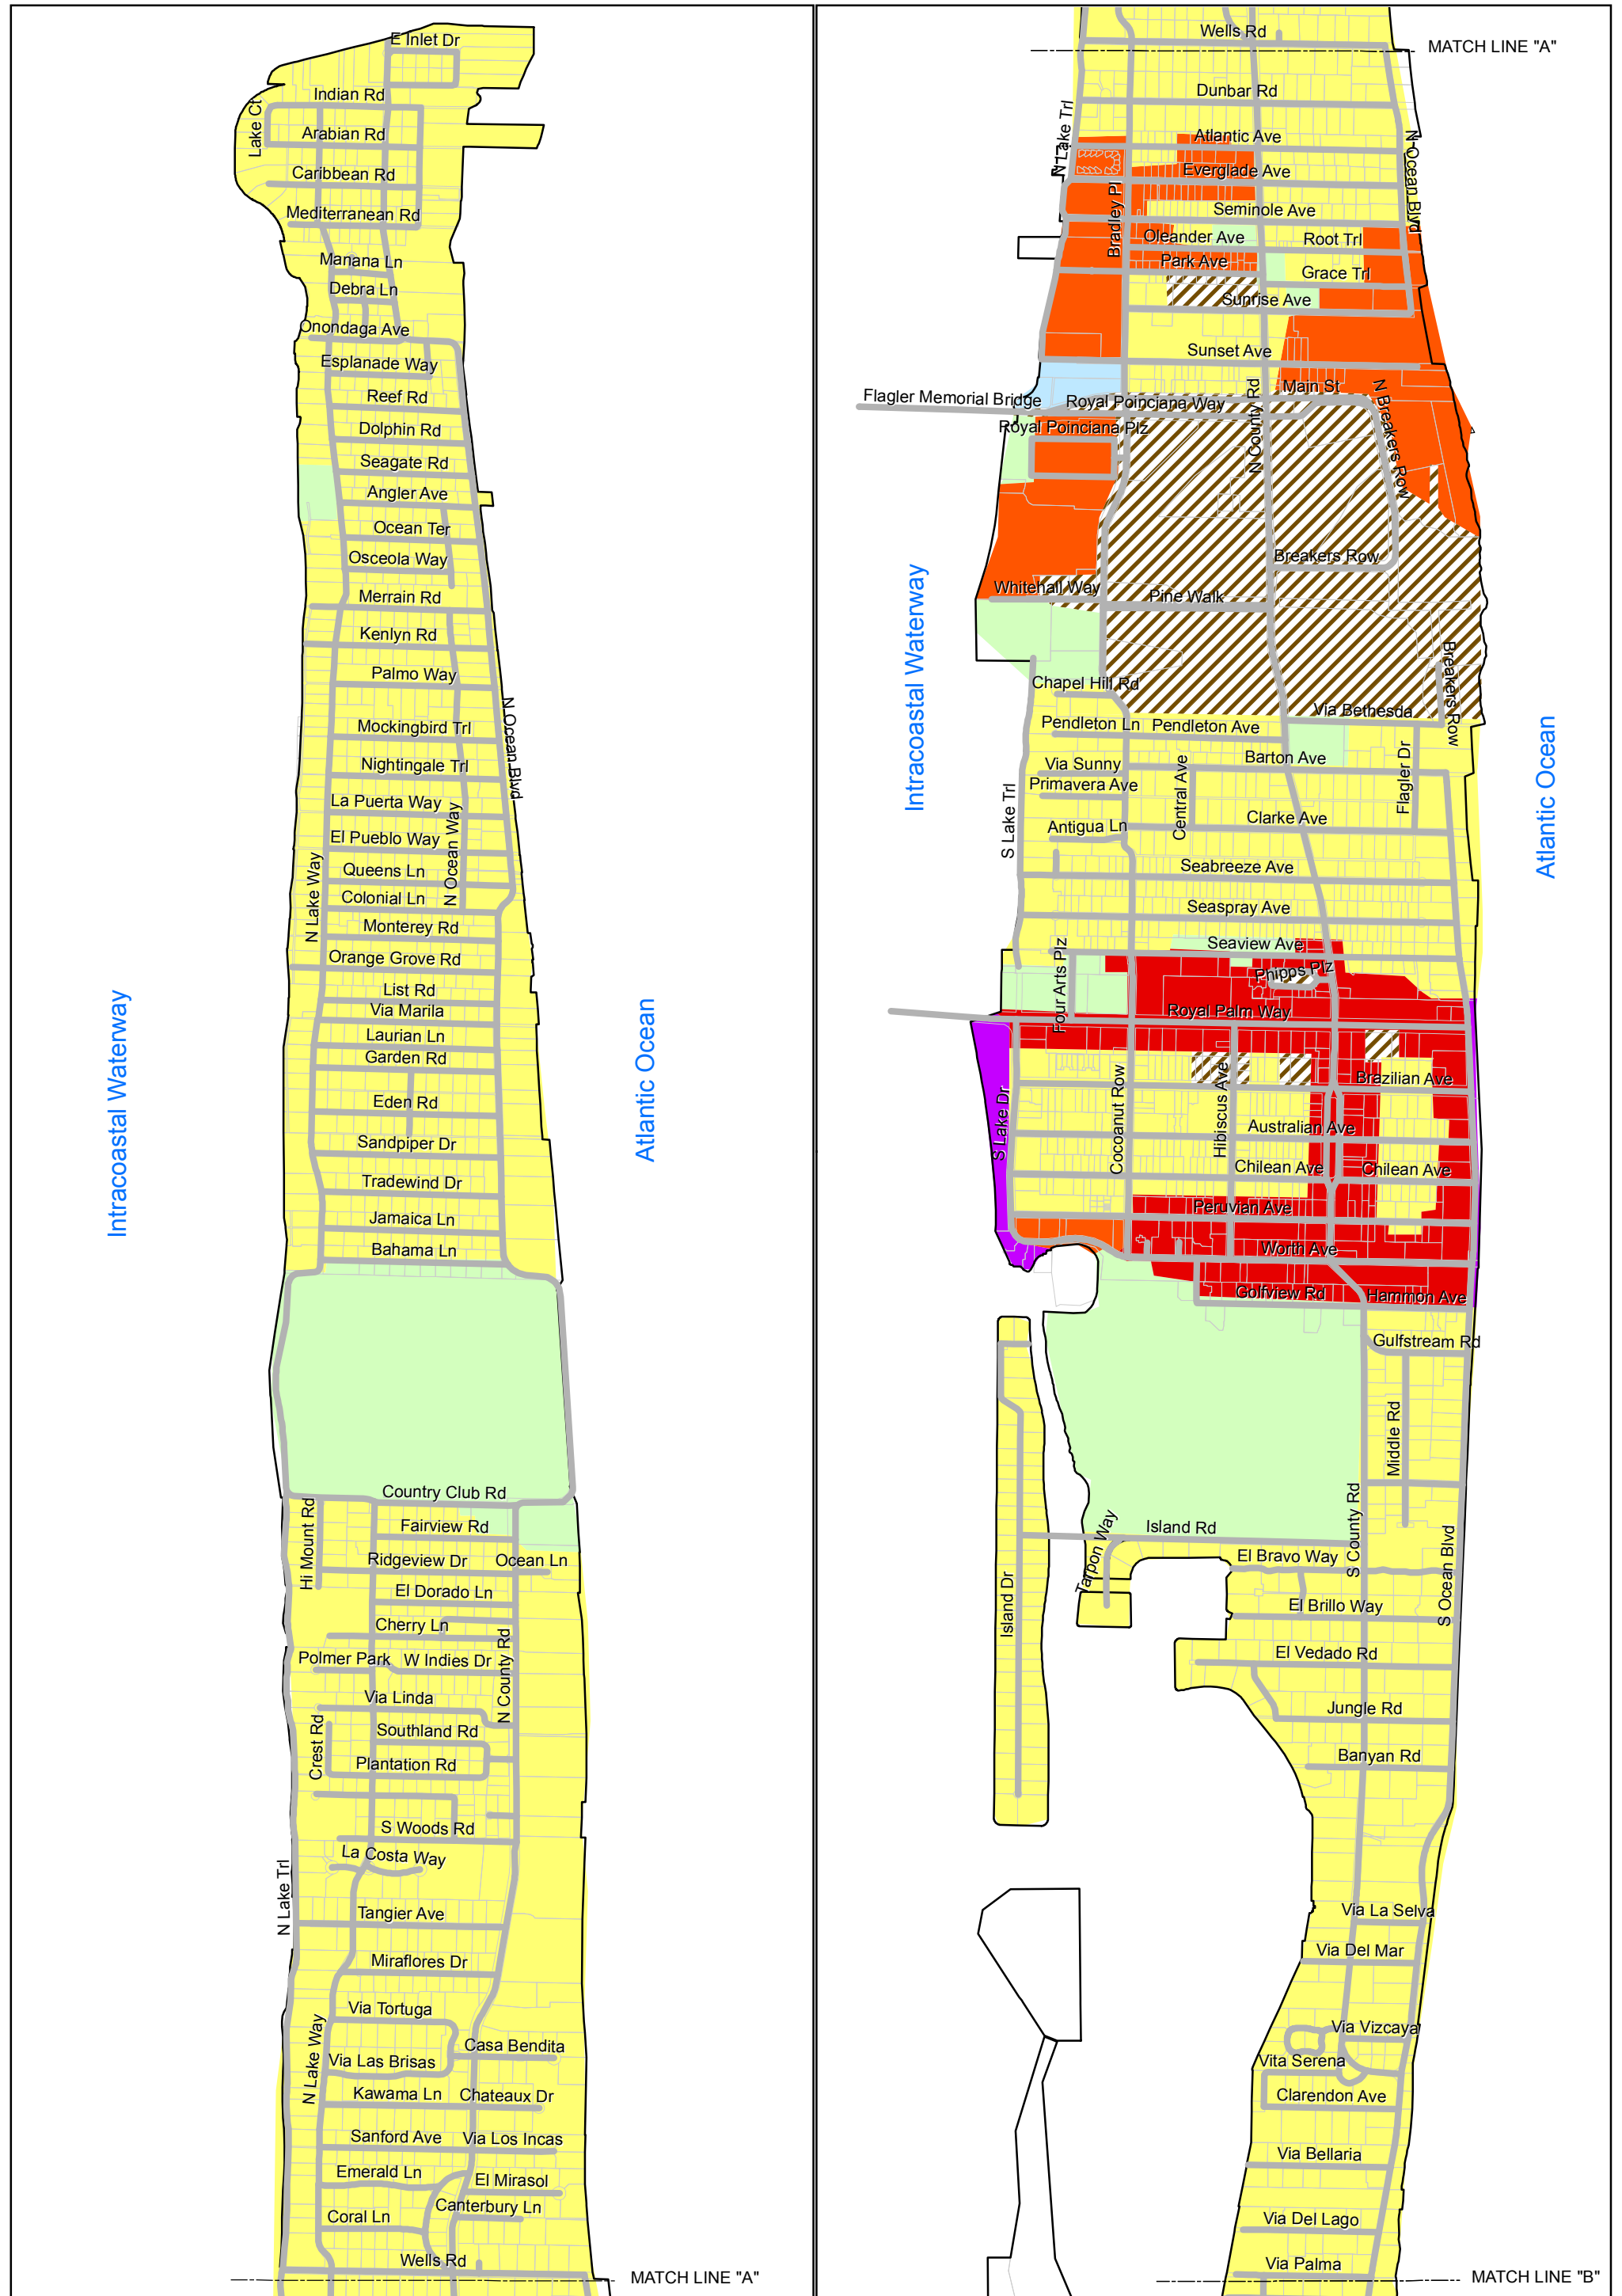 E Inlet Dr
Indian Rd
Lake Ct
Arabian Rd
Caribbean Rd
Mediterranean Rd
Manana Ln
Debra Ln
Onondaga Ave
Esplanade Way
Reef Rd
Dolphin Rd
Seagate Rd
Angler Ave
Ocean Ter
Osceola Way
Merrain Rd
Kenlyn Rd
Palmo Way
N Ocean Blvd
Mockingbird Trl
Nightingale Trl
La Puerta Way
N Ocean Way
El Pueblo Way
Queens Ln
N Lake Way
Colonial Ln
Monterey Rd
Orange Grove Rd
List Rd
Via Marila
Laurian Ln
Garden Rd
Intracoastal Waterway
Atlantic Ocean
Eden Rd
Sandpiper Dr
Tradewind Dr
Jamaica Ln
Bahama Ln
Country Club Rd
Hi Mount Rd
Fairview Rd
Ridgeview Dr
Ocean Ln
El Dorado Ln
Cherry Ln
N County Rd
Polmer Park
W Indies Dr
Via Linda
Crest Rd
Southland Rd
Plantation Rd
S Woods Rd
La Costa Way
N Lake Trl
Tangier Ave
Miraflores Dr
Via Tortuga
Casa Bendita
Via Las Brisas
N Lake Way
Kawama Ln
Chateaux Dr
Sanford Ave
Via Los Incas
Emerald Ln
El Mirasol
Canterbury Ln
Coral Ln
Wells Rd
MATCH LINE "A"
Wells Rd
MATCH LINE "A"
Dunbar Rd
N Lake Trl
Atlantic Ave
N Ocean Blvd
Everglade Ave
Bradley Pl
Seminole Ave
Oleander Ave
Root Trl
Park Ave
Grace Trl
Sunrise Ave
Sunset Ave
Main St
Flagler Memorial Bridge
Royal Poinciana Way
N County Rd
N Breakers Row
Royal Poinciana Plz
Breakers Row
Whitehall Way
Pine Walk
Intracoastal Waterway
Breakers Row
Chapel Hill Rd
Via Bethesda
Pendleton Ln
Pendleton Ave
Via Sunny
Barton Ave
Flagler Dr
Primavera Ave
Central Ave
Atlantic Ocean
S Lake Trl
Antigua Ln
Clarke Ave
Seabreeze Ave
Seaspray Ave
Seaview Ave
Four Arts Plz
Phipps Plz
Royal Palm Way
Brazilian Ave
S Lake Dr
Cocoanut Row
Hibiscus Ave
Australian Ave
Chilean Ave
Chilean Ave
Peruvian Ave
Worth Ave
Golfview Rd
Hammon Ave
Gulfstream Rd
Middle Rd
S County Rd
Island Rd
Tarpon Way
El Bravo Way
S Ocean Blvd
Island Dr
El Brillo Way
El Vedado Rd
Jungle Rd
Banyan Rd
Via La Selva
Via Del Mar
Via Vizcaya
Vita Serena
Clarendon Ave
Via Bellaria
Via Del Lago
Via Palma
MATCH LINE "B"